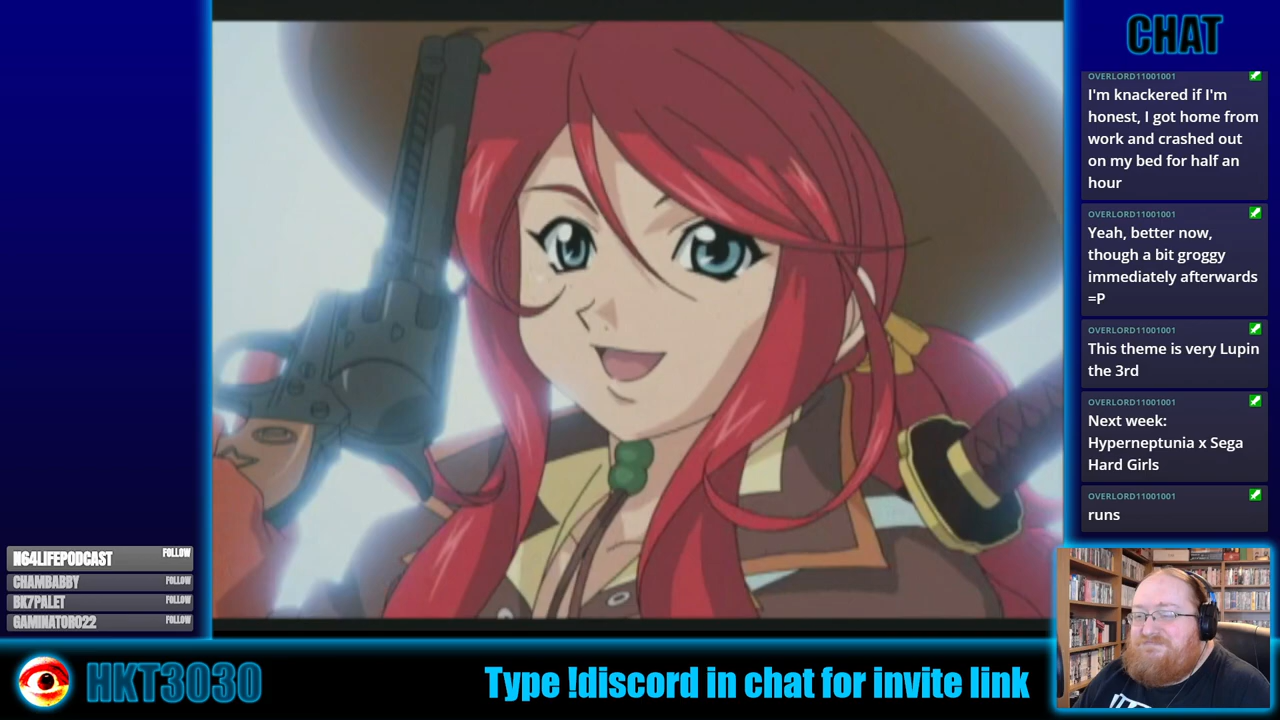 CHAT
OVERLORD11001001
I'm knackered if I'm
honest, I got home from
work and crashed out
on my bed for half an
hour
OVERLORD11001001
Yeah, better now,
though a bit groggy
immediately afterwards
=P
OVERLORD11001001
This theme is very Lupin
the 3rd
OVERLORD11001001
Next week:
Hyperneptunia x Sega
Hard Girls
OVERLORD11001001
runs
N64LIFEPODCAST FOLLOW
CHAMBABBY FOLLOW
BK7PALET FOLLOW
GAMINATOR022 FOLLOW
HKT3030
Type !discord in chat for invite link